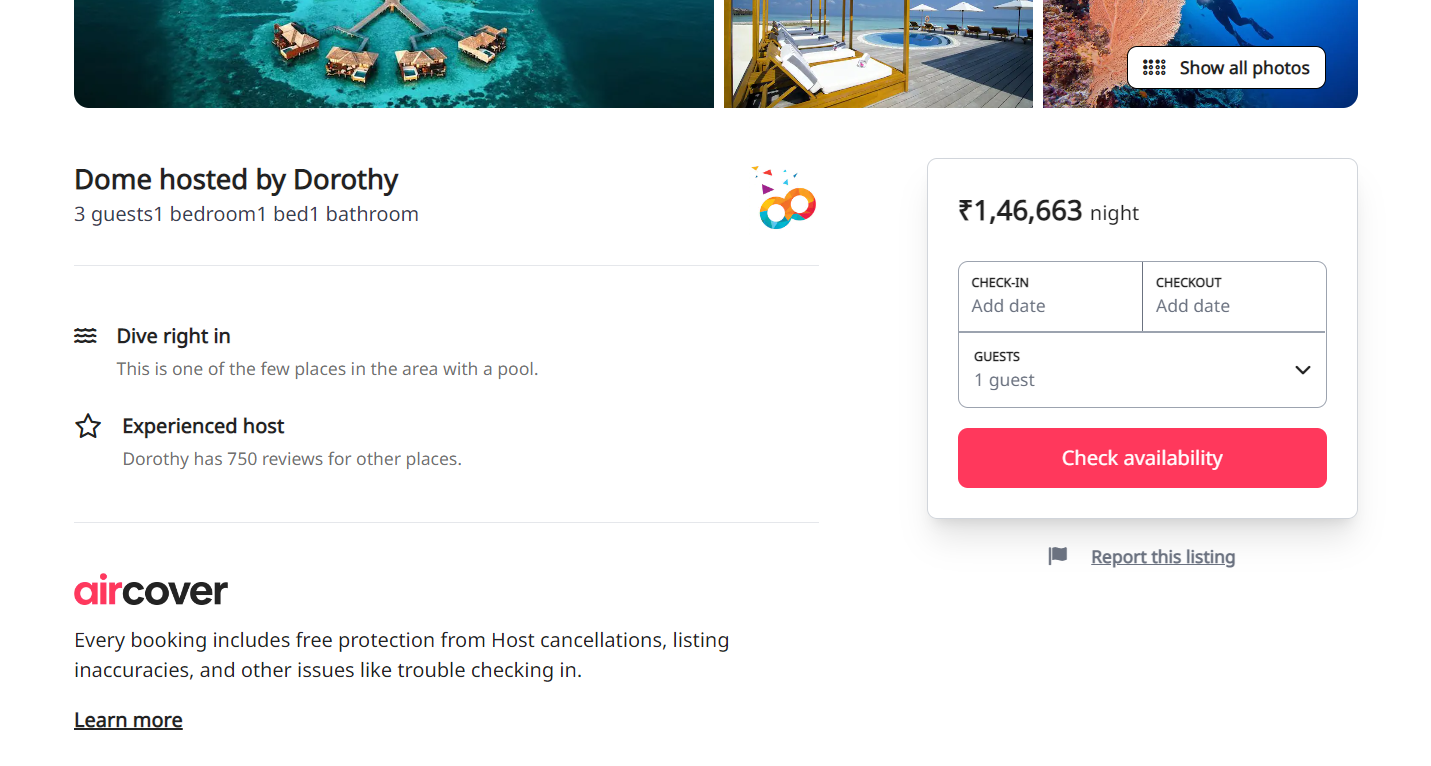 Show all photos
Dome hosted by Dorothy
3 guests1 bedroom1 bed1 bathroom
₹1,46,663 night
CHECK-IN
Add date
CHECKOUT
Add date
GUESTS
1 guest
Check availability
Report this listing
Dive right in
This is one of the few places in the area with a pool.
Experienced host
Dorothy has 750 reviews for other places.
aircover
Every booking includes free protection from Host cancellations, listing
inaccuracies, and other issues like trouble checking in.
Learn more